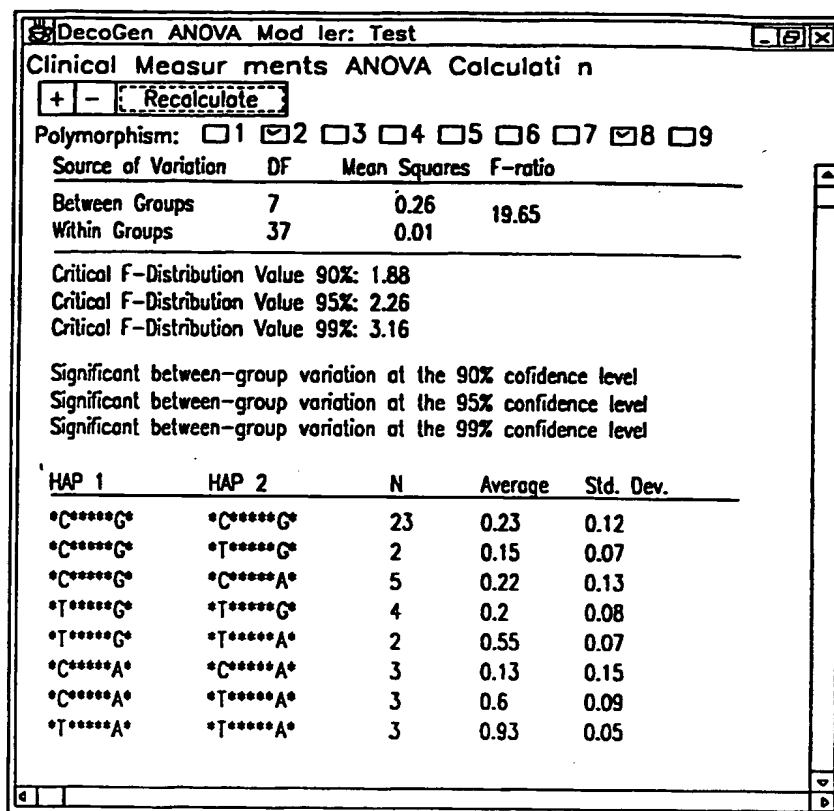 DecoGen ANOVA Mod ler: Test
Clinical Measur ments ANOVA Calculati n
+ - Recalculate
Polymorphism: 1 2 3 4 5 6 7 8 9
Source of Variation DF Mean Squares F-ratio
Between Groups 7 0.26 19.65
Within Groups 37 0.01
Critical F-Distribution Value 90%: 1.88
Critical F-Distribution Value 95%: 2.26
Critical F-Distribution Value 99%: 3.16
Significant between-group variation at the 90% cofidence level
Significant between-group variation at the 95% confidence level
Significant between-group variation at the 99% confidence level
HAP 1 HAP 2 N Average Std. Dev.
*C*****G* *C*****G* 23 0.23 0.12
*C*****G* *T*****G* 2 0.15 0.07
*C*****G* *C*****A* 5 0.22 0.13
*T*****G* *T*****G* 4 0.2 0.08
*T*****G* *T*****A* 2 0.55 0.07
*C*****A* *C*****A* 3 0.13 0.15
*C*****A* *T*****A* 3 0.6 0.09
*T*****A* *T*****A* 3 0.93 0.05